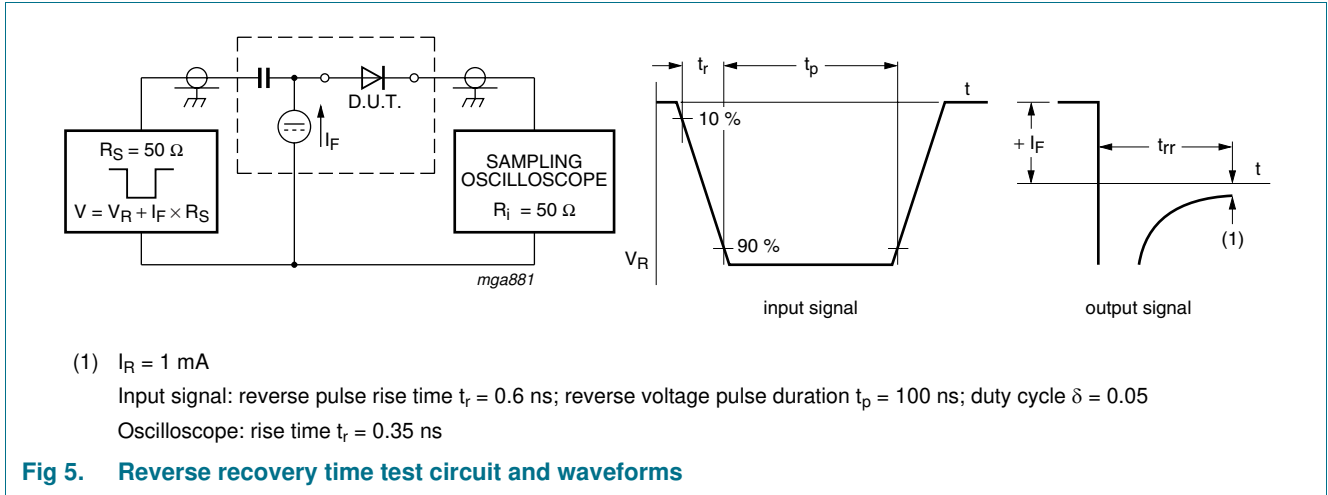 D.U.T.
I_F
R_S = 50 Ω
V = V_R + I_F × R_S
SAMPLING
OSCILLOSCOPE
R_i = 50 Ω
mga881
t_r
t_p
t
10 %
90 %
V_R
input signal
+ I_F
t_rr
t
(1)
output signal
(1) I_R = 1 mA
Input signal: reverse pulse rise time t_r = 0.6 ns; reverse voltage pulse duration t_p = 100 ns; duty cycle δ = 0.05
Oscilloscope: rise time t_r = 0.35 ns
Fig 5. Reverse recovery time test circuit and waveforms